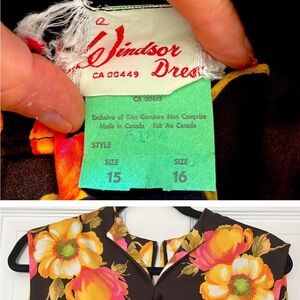 a
Windsor
Dress
CA 00449
CA 00449
Exclusive of Trim Garniture Non Comprise
Made in Canada Fait Au Canada
STYLE
SIZE SIZE
15 16